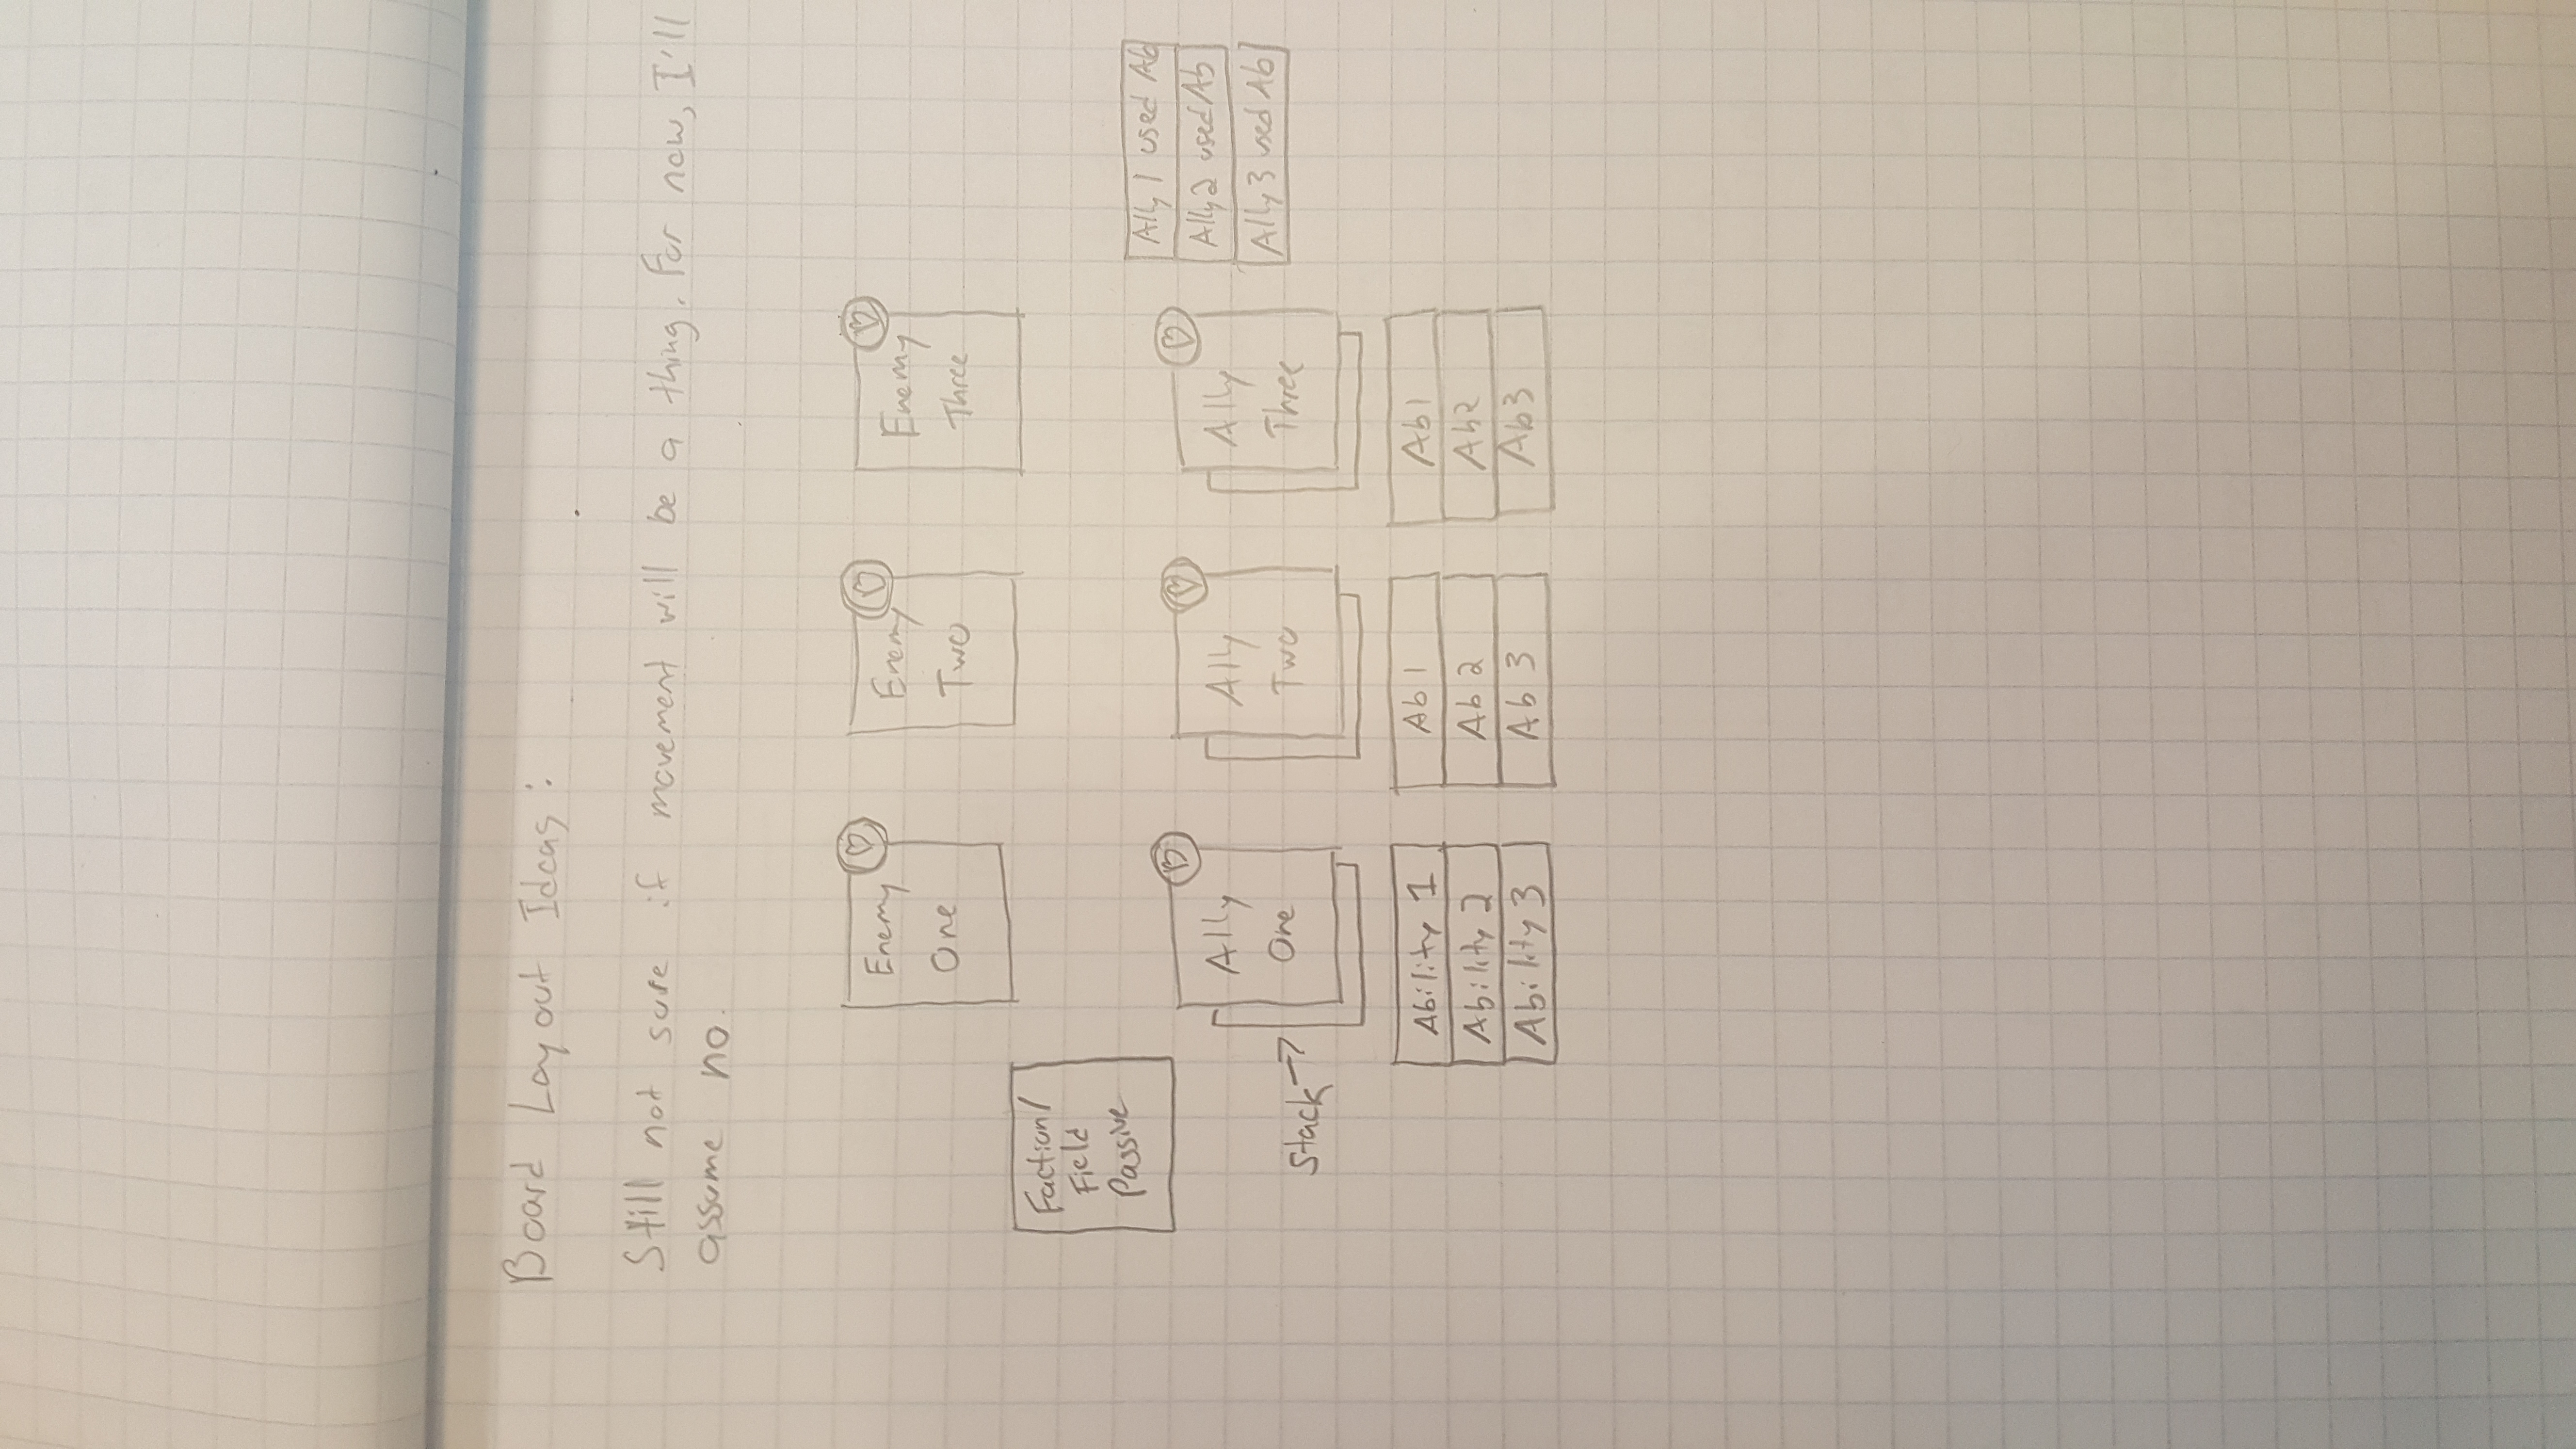 Board Layout Ideas:
Still not sure if movement will be a thing. For now, I'll
assume no.
Enemy
One
Enemy
Two
Enemy
Three
Faction/
Field
Passive
Ally
One
Ally
Two
Ally
Three
Stack
Ally 1 used Ab
Ally 2 used Ab
Ally 3 used Ab
Ability 1
Ability 2
Ability 3
Ab 1
Ab 2
Ab 3
Ab1
Ab2
Ab3